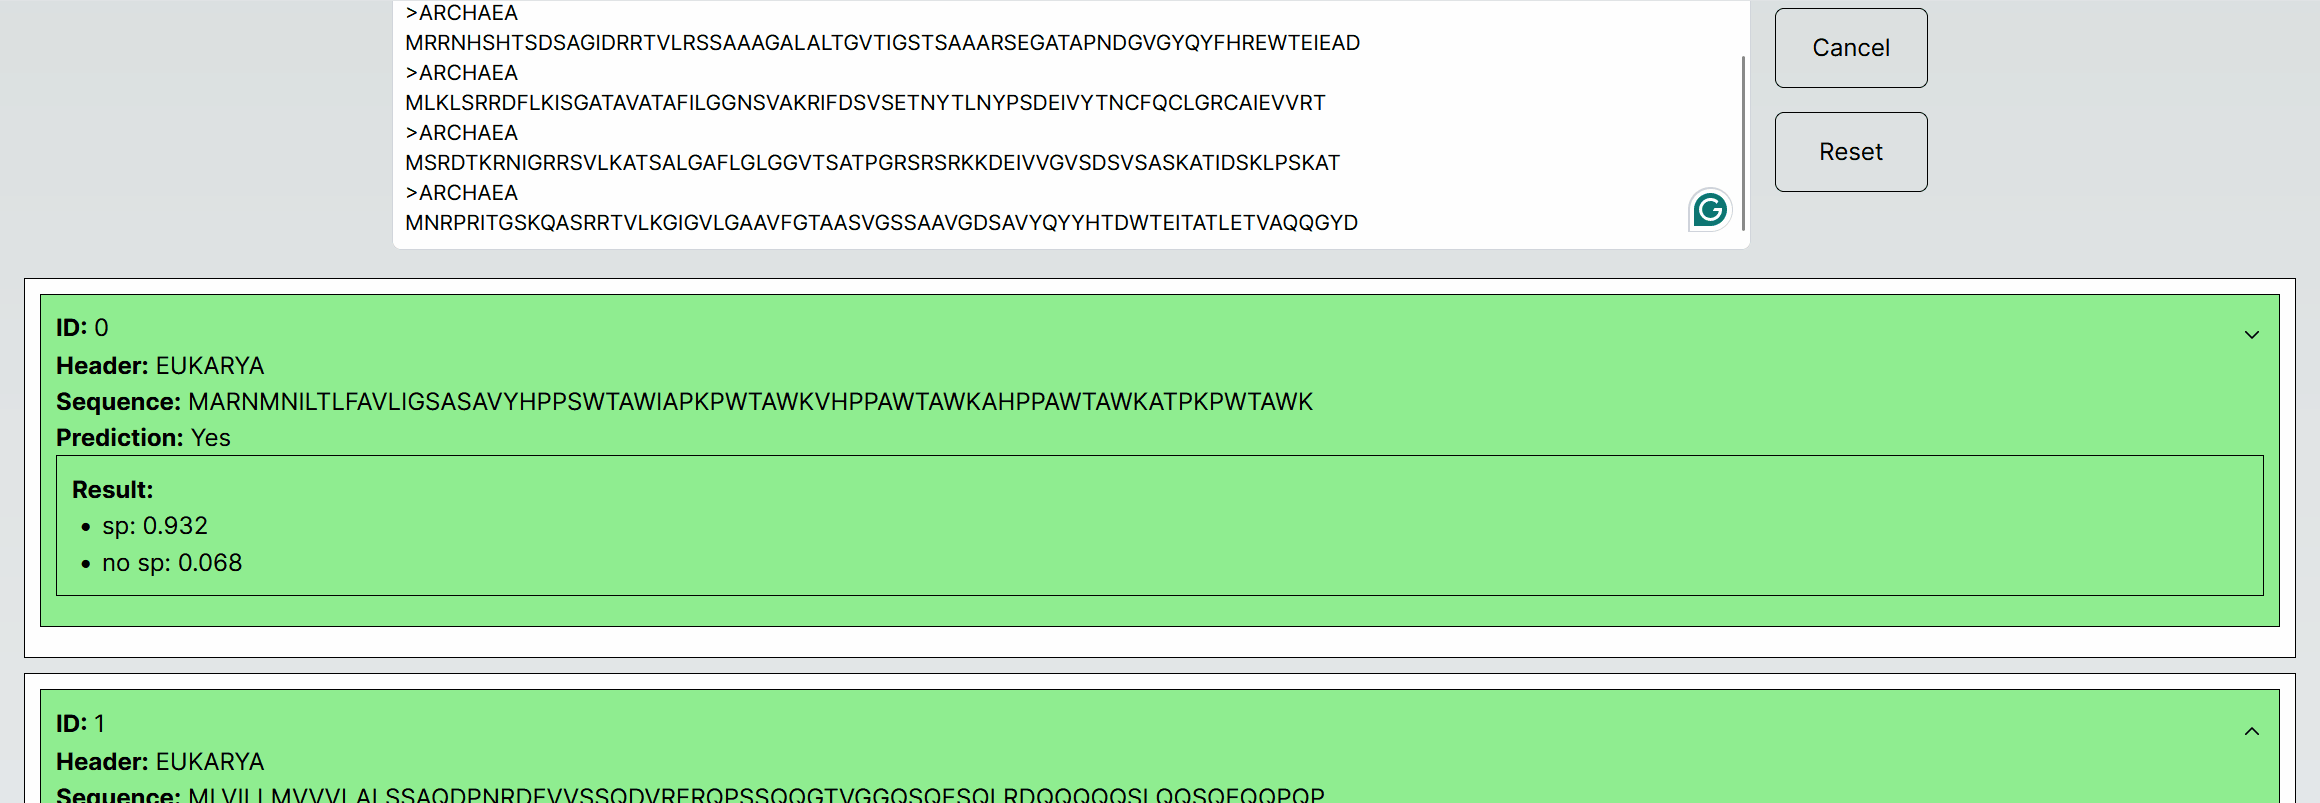 >ARCHAEA
MRRNHSHTSDSAGIDRRTVLRSSAAAGALALTGVTIGSTSAAARSEGATAPNDGVGYQYFHREWTEIEAD
>ARCHAEA
MLKLSRRDFLKISGATAVATAFILGGNSVAKRIFDSVSETNYTLNYPSDEIVYTNCFQCLGRCAIEVVRT
>ARCHAEA
MSRDTKRNIGRRSVLKATSALGAFLGLGGVTSATPGRSRSRKKDEIVVGVSDSVSASKATIDSKLPSKAT
>ARCHAEA
MNRPRITGSKQASRRTVLKGIGVLGAAVFGTAASVGSSAAVGDSAVYQYYHTDWTEITATLETVAQQGYD
Cancel
Reset
ID: 0
Header: EUKARYA
Sequence: MARNMNILTLFAVLIGSASAVYHPPSWTAWIAPKPWTAWKVHPPAWTAWKAHPPAWTAWKATPKPWTAWK
Prediction: Yes
Result:
• sp: 0.932
• no sp: 0.068
ID: 1
Header: EUKARYA
Sequence: